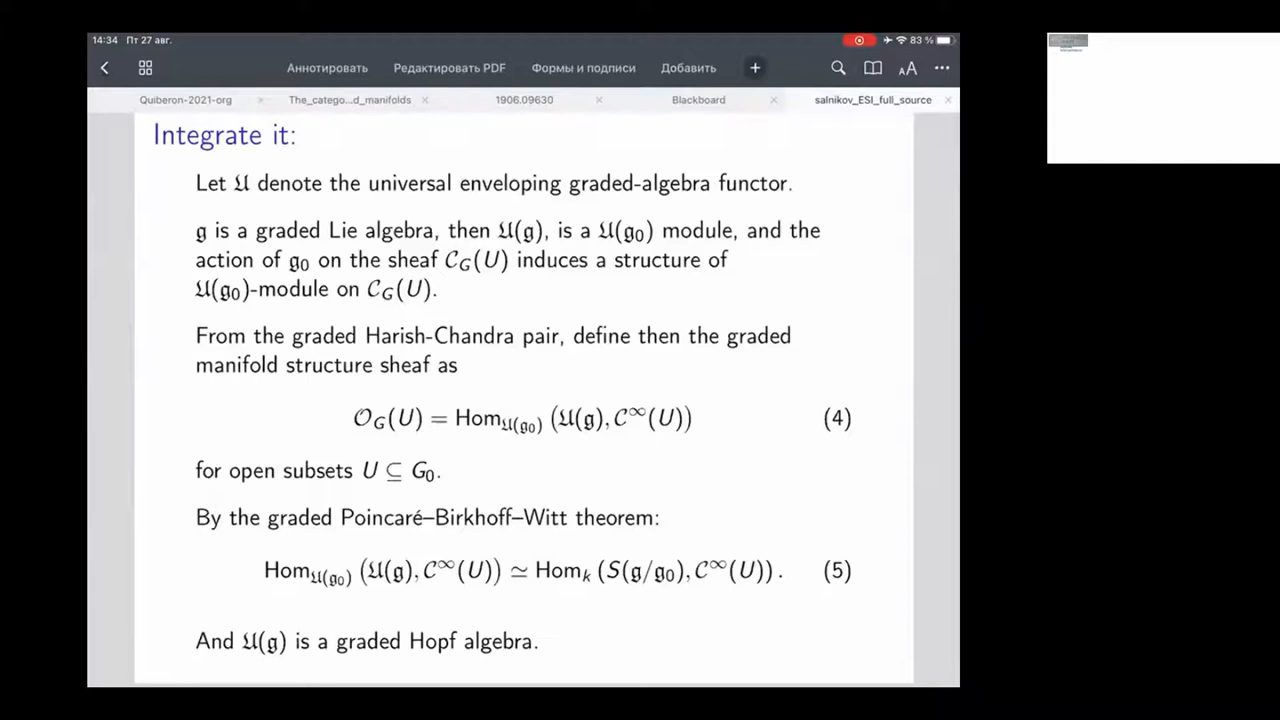 14:34 Пт 27 авг. 83 %
Аннотировать Редактировать PDF Формы и подписи Добавить + AA
Quiberon-2021-org × The_catego...d_manifolds × 1906.09630 × Blackboard × salnikov_ESI_full_source ×
Integrate it:
Let 𝔘 denote the universal enveloping graded-algebra functor.
𝔤 is a graded Lie algebra, then 𝔘(𝔤), is a 𝔘(𝔤₀) module, and the
action of 𝔤₀ on the sheaf 𝒞_G(U) induces a structure of
𝔘(𝔤₀)-module on 𝒞_G(U).
From the graded Harish-Chandra pair, define then the graded
manifold structure sheaf as
𝒪_G(U) = Hom_{𝔘(𝔤₀)} (𝔘(𝔤), 𝒞^∞(U)) (4)
for open subsets U ⊆ G₀.
By the graded Poincaré–Birkhoff–Witt theorem:
Hom_{𝔘(𝔤₀)} (𝔘(𝔤), 𝒞^∞(U)) ≃ Hom_k (S(𝔤/𝔤₀), 𝒞^∞(U)) . (5)
And 𝔘(𝔤) is a graded Hopf algebra.